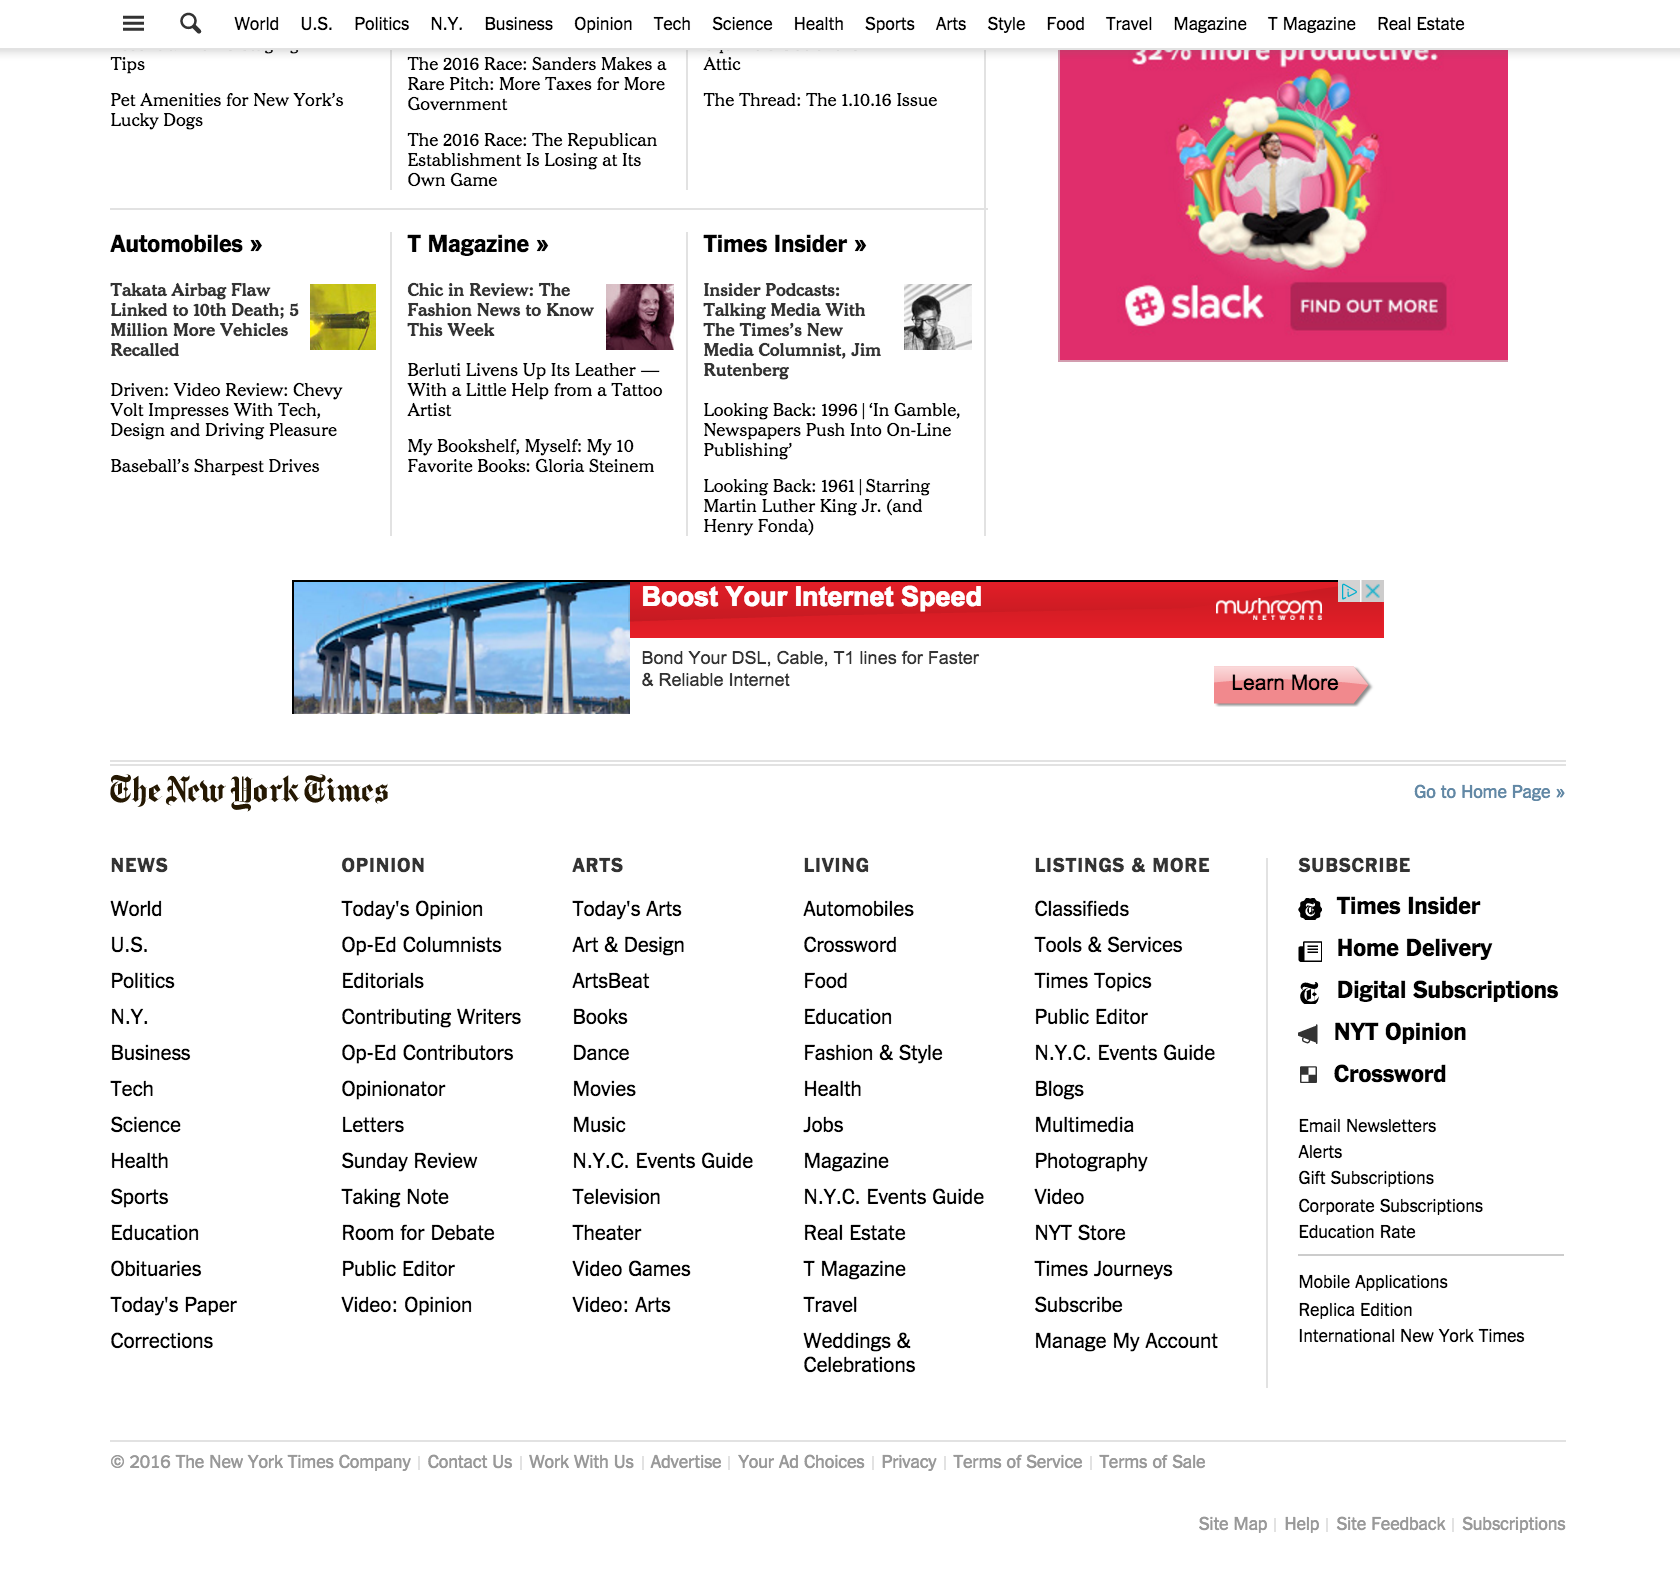 World U.S. Politics N.Y. Business Opinion Tech Science Health Sports Arts Style Food Travel Magazine T Magazine Real Estate
Tips
Pet Amenities for New York's
Lucky Dogs
The 2016 Race: Sanders Makes a
Rare Pitch: More Taxes for More
Government
The 2016 Race: The Republican
Establishment Is Losing at Its
Own Game
Attic
The Thread: The 1.10.16 Issue
32% more productive.
slack
FIND OUT MORE
Automobiles »
Takata Airbag Flaw
Linked to 10th Death; 5
Million More Vehicles
Recalled
Driven: Video Review: Chevy
Volt Impresses With Tech,
Design and Driving Pleasure
Baseball's Sharpest Drives
T Magazine »
Chic in Review: The
Fashion News to Know
This Week
Berluti Livens Up Its Leather —
With a Little Help from a Tattoo
Artist
My Bookshelf, Myself: My 10
Favorite Books: Gloria Steinem
Times Insider »
Insider Podcasts:
Talking Media With
The Times's New
Media Columnist, Jim
Rutenberg
Looking Back: 1996 | 'In Gamble,
Newspapers Push Into On-Line
Publishing'
Looking Back: 1961 | Starring
Martin Luther King Jr. (and
Henry Fonda)
Boost Your Internet Speed
mushroom
NETWORKS
Bond Your DSL, Cable, T1 lines for Faster
& Reliable Internet
Learn More
The New York Times
Go to Home Page »
NEWS
World
U.S.
Politics
N.Y.
Business
Tech
Science
Health
Sports
Education
Obituaries
Today's Paper
Corrections
OPINION
Today's Opinion
Op-Ed Columnists
Editorials
Contributing Writers
Op-Ed Contributors
Opinionator
Letters
Sunday Review
Taking Note
Room for Debate
Public Editor
Video: Opinion
ARTS
Today's Arts
Art & Design
ArtsBeat
Books
Dance
Movies
Music
N.Y.C. Events Guide
Television
Theater
Video Games
Video: Arts
LIVING
Automobiles
Crossword
Food
Education
Fashion & Style
Health
Jobs
Magazine
N.Y.C. Events Guide
Real Estate
T Magazine
Travel
Weddings &
Celebrations
LISTINGS & MORE
Classifieds
Tools & Services
Times Topics
Public Editor
N.Y.C. Events Guide
Blogs
Multimedia
Photography
Video
NYT Store
Times Journeys
Subscribe
Manage My Account
SUBSCRIBE
Times Insider
Home Delivery
Digital Subscriptions
NYT Opinion
Crossword
Email Newsletters
Alerts
Gift Subscriptions
Corporate Subscriptions
Education Rate
Mobile Applications
Replica Edition
International New York Times
© 2016 The New York Times Company | Contact Us | Work With Us | Advertise | Your Ad Choices | Privacy | Terms of Service | Terms of Sale
Site Map | Help | Site Feedback | Subscriptions